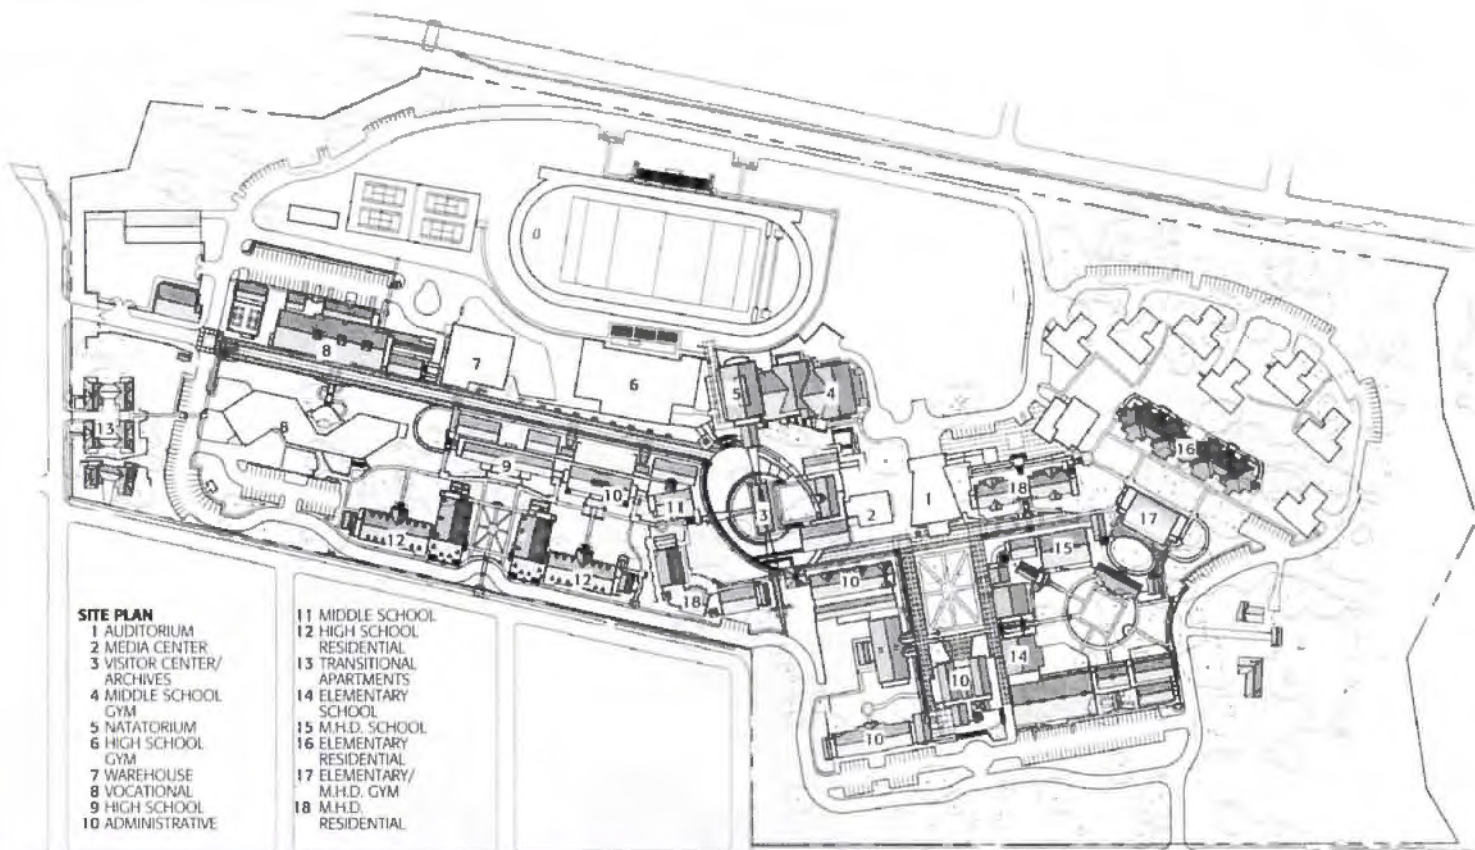 5
4
8
7
6
13
8
9
10
11
3
2
1
18
16
17
15
12
12
18
10
14
10
10
SITE PLAN
1 AUDITORIUM
2 MEDIA CENTER
3 VISITOR CENTER/
ARCHIVES
4 MIDDLE SCHOOL
GYM
5 NATATORIUM
6 HIGH SCHOOL
GYM
7 WAREHOUSE
8 VOCATIONAL
9 HIGH SCHOOL
10 ADMINISTRATIVE
11 MIDDLE SCHOOL
12 HIGH SCHOOL
RESIDENTIAL
13 TRANSITIONAL
APARTMENTS
14 ELEMENTARY
SCHOOL
15 M.H.D. SCHOOL
16 ELEMENTARY
RESIDENTIAL
17 ELEMENTARY/
M.H.D. GYM
18 M.H.D.
RESIDENTIAL